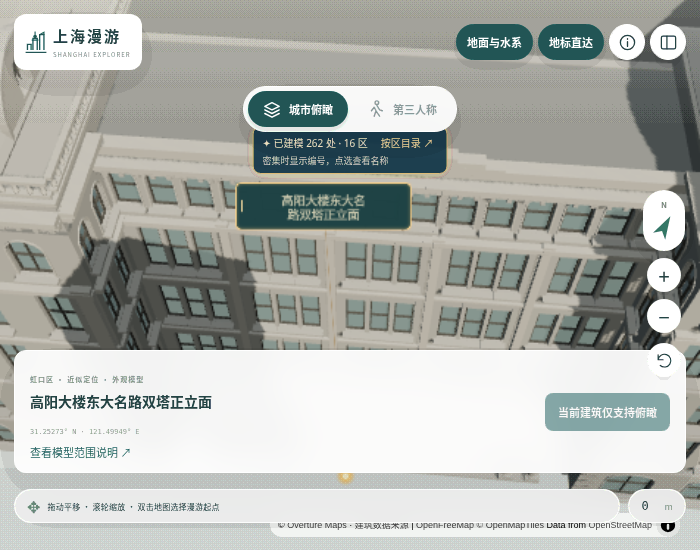 上海漫游
SHANGHAI EXPLORER
地面与水系
地标直达
城市俯瞰
第三人称
✦ 已建模 262 处 · 16 区 按区目录 ↗
密集时显示编号，点选查看名称
高阳大楼东大名
路双塔正立面
N
+
−
虹口区 · 近似定位 · 外观模型
高阳大楼东大名路双塔正立面
31.25273° N · 121.49949° E
查看模型范围说明 ↗
当前建筑仅支持俯瞰
拖动平移 · 滚轮缩放 · 双击地图选择漫游起点
0 m
© Overture Maps · 建筑数据来源 | OpenFreeMap © OpenMapTiles Data from OpenStreetMap